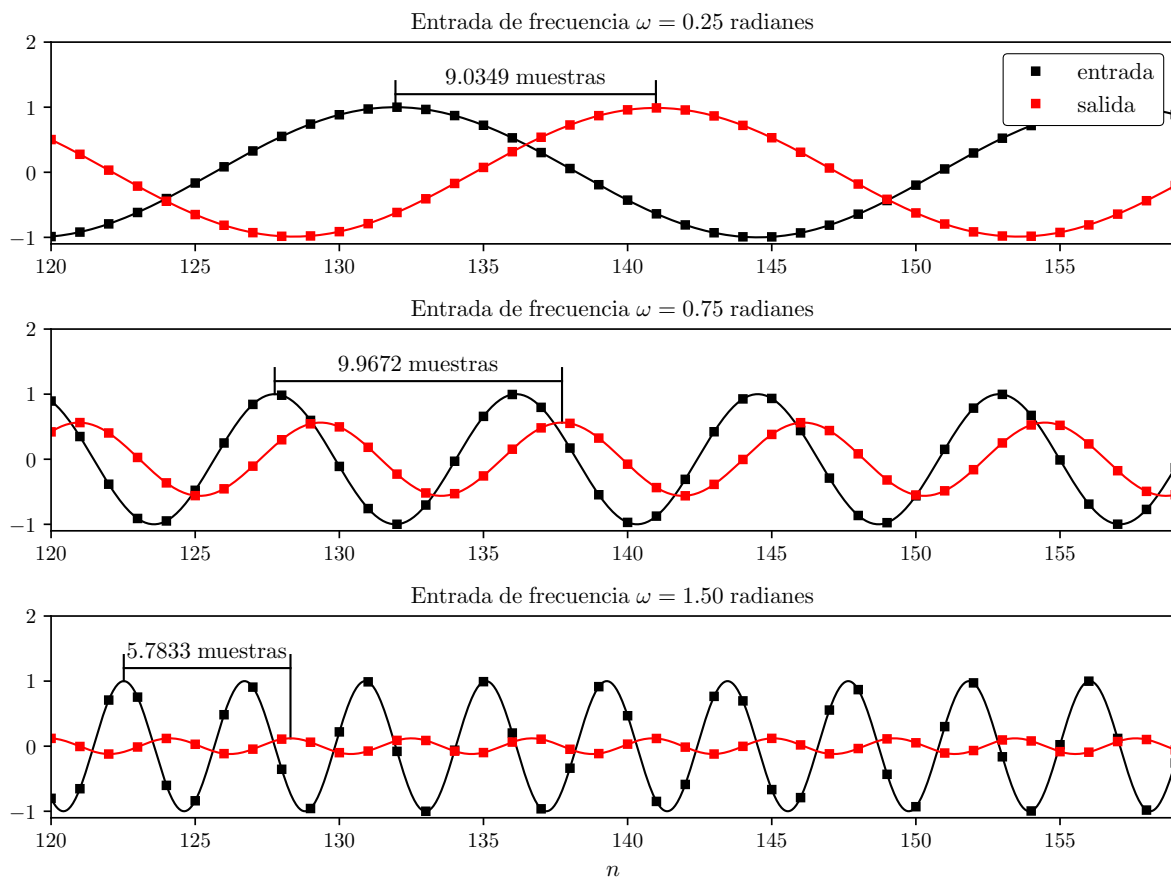 Entrada de frecuencia ω = 0.25 radianes
2
9.0349 muestras
entrada
salida
1
0
−1
120 125 130 135 140 145 150 155
Entrada de frecuencia ω = 0.75 radianes
2
9.9672 muestras
1
0
−1
120 125 130 135 140 145 150 155
Entrada de frecuencia ω = 1.50 radianes
2
5.7833 muestras
1
0
−1
120 125 130 135 140 145 150 155
n